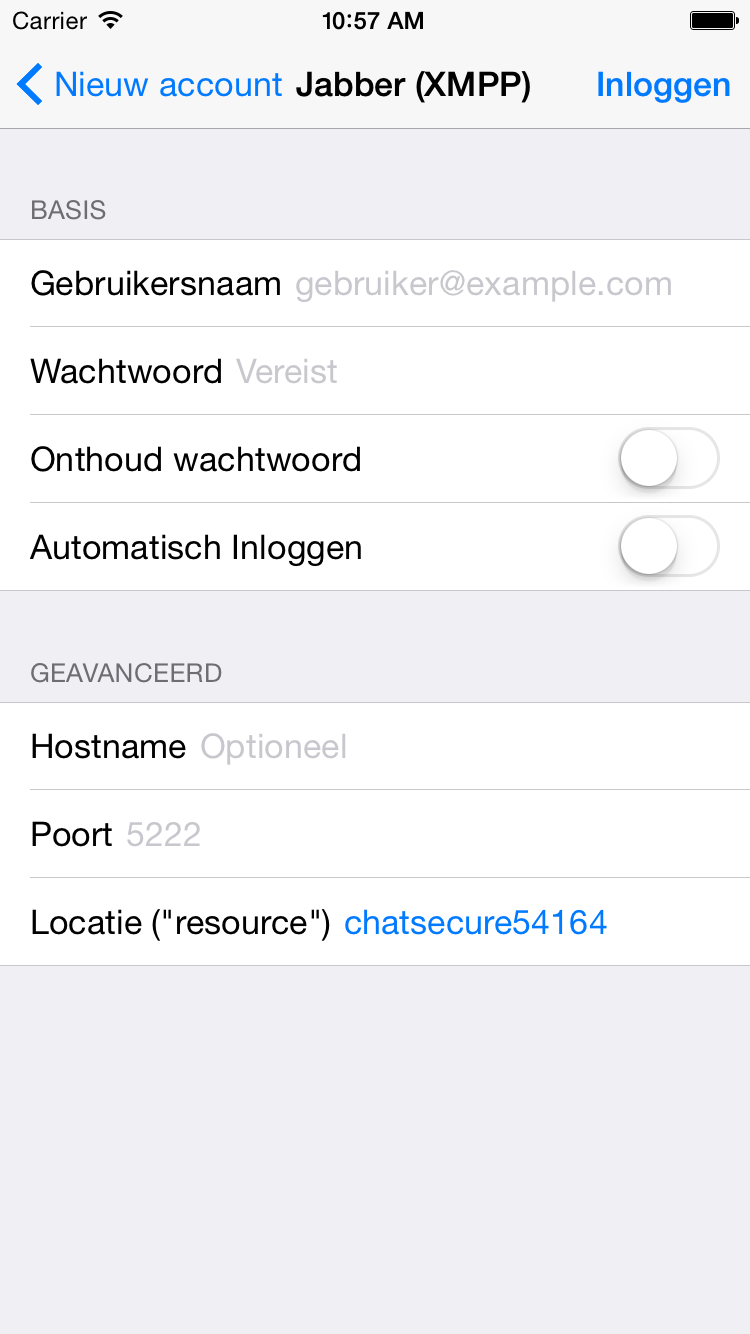 Carrier 10:57 AM
Nieuw account Jabber (XMPP) Inloggen
BASIS
Gebruikersnaam gebruiker@example.com
Wachtwoord Vereist
Onthoud wachtwoord
Automatisch Inloggen
GEAVANCEERD
Hostname Optioneel
Poort 5222
Locatie ("resource") chatsecure54164